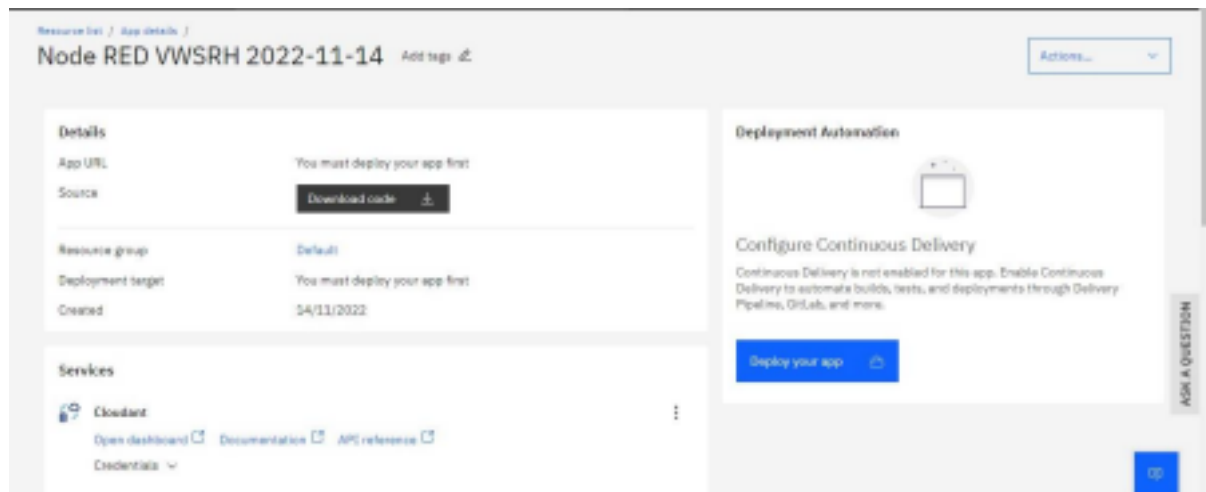 Resource list / App details /
Node RED VWSRH 2022-11-14 Add tags
Actions...
Details
App URL You must deploy your app first
Source Download code
Resource group Default
Deployment target You must deploy your app first
Created 14/11/2022
Services
Cloudant
Open dashboard Documentation API reference
Credentials
Deployment Automation
Configure Continuous Delivery
Continuous Delivery is not enabled for this app. Enable Continuous
Delivery to automate builds, tests, and deployments through Delivery
Pipeline, GitLab, and more.
Deploy your app
ASK A QUESTION